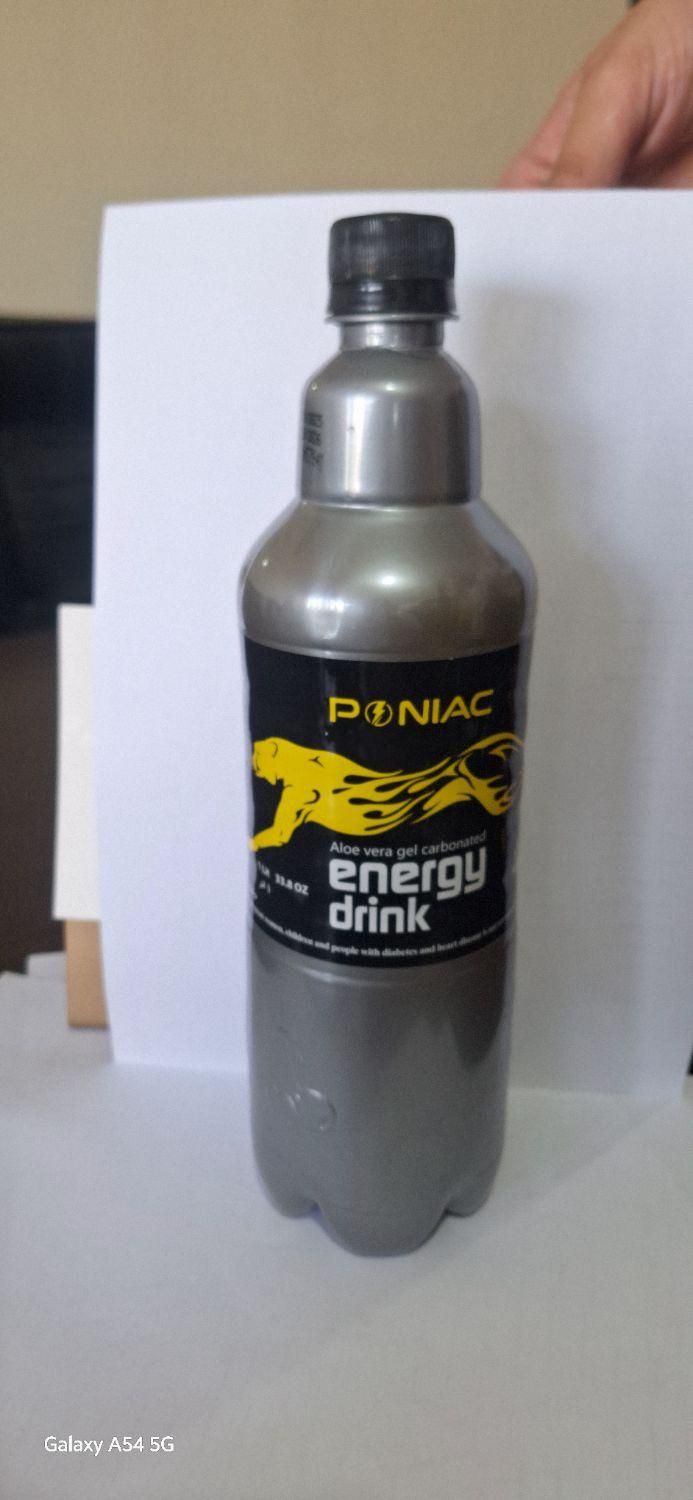 PONIAC
Aloe vera gel carbonated
energy
drink
33.8 OZ
women, children and people with diabetes and heart disease
Galaxy A54 5G